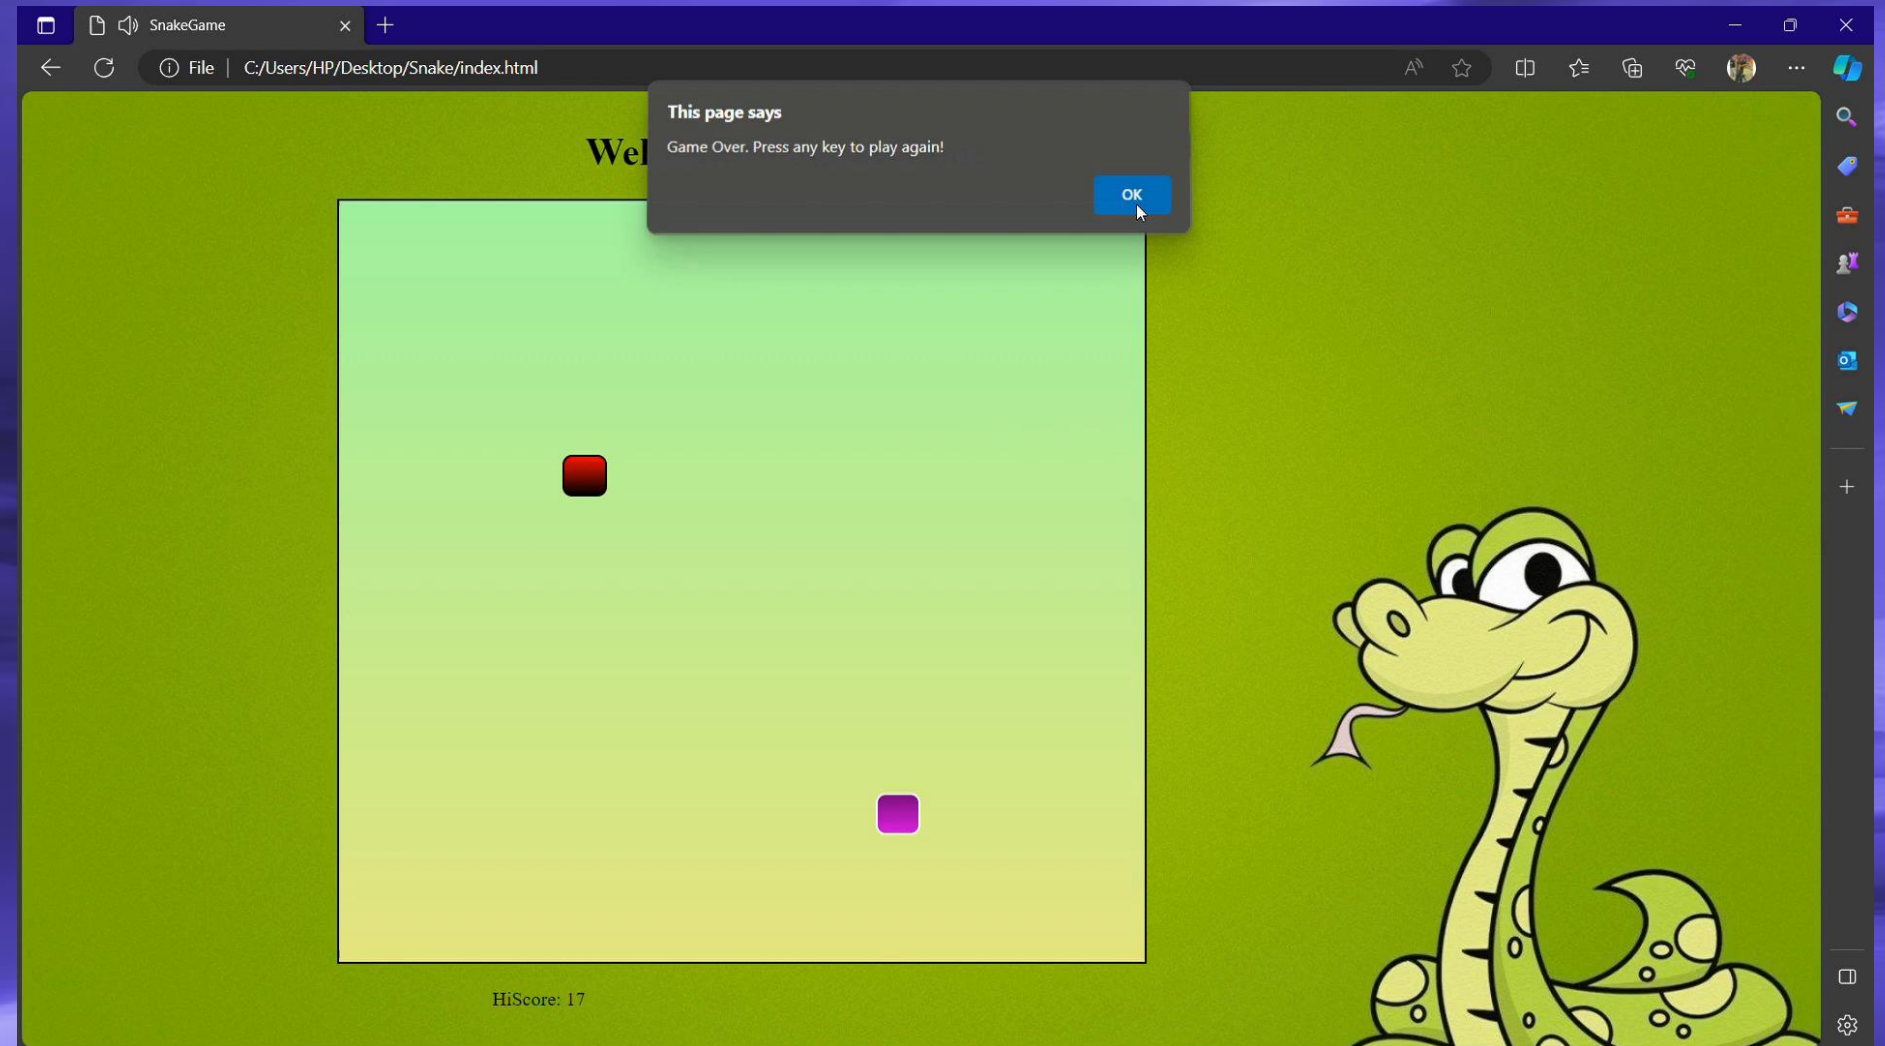 SnakeGame
File C:/Users/HP/Desktop/Snake/index.html
This page says
Game Over. Press any key to play again!
OK
HiScore: 17